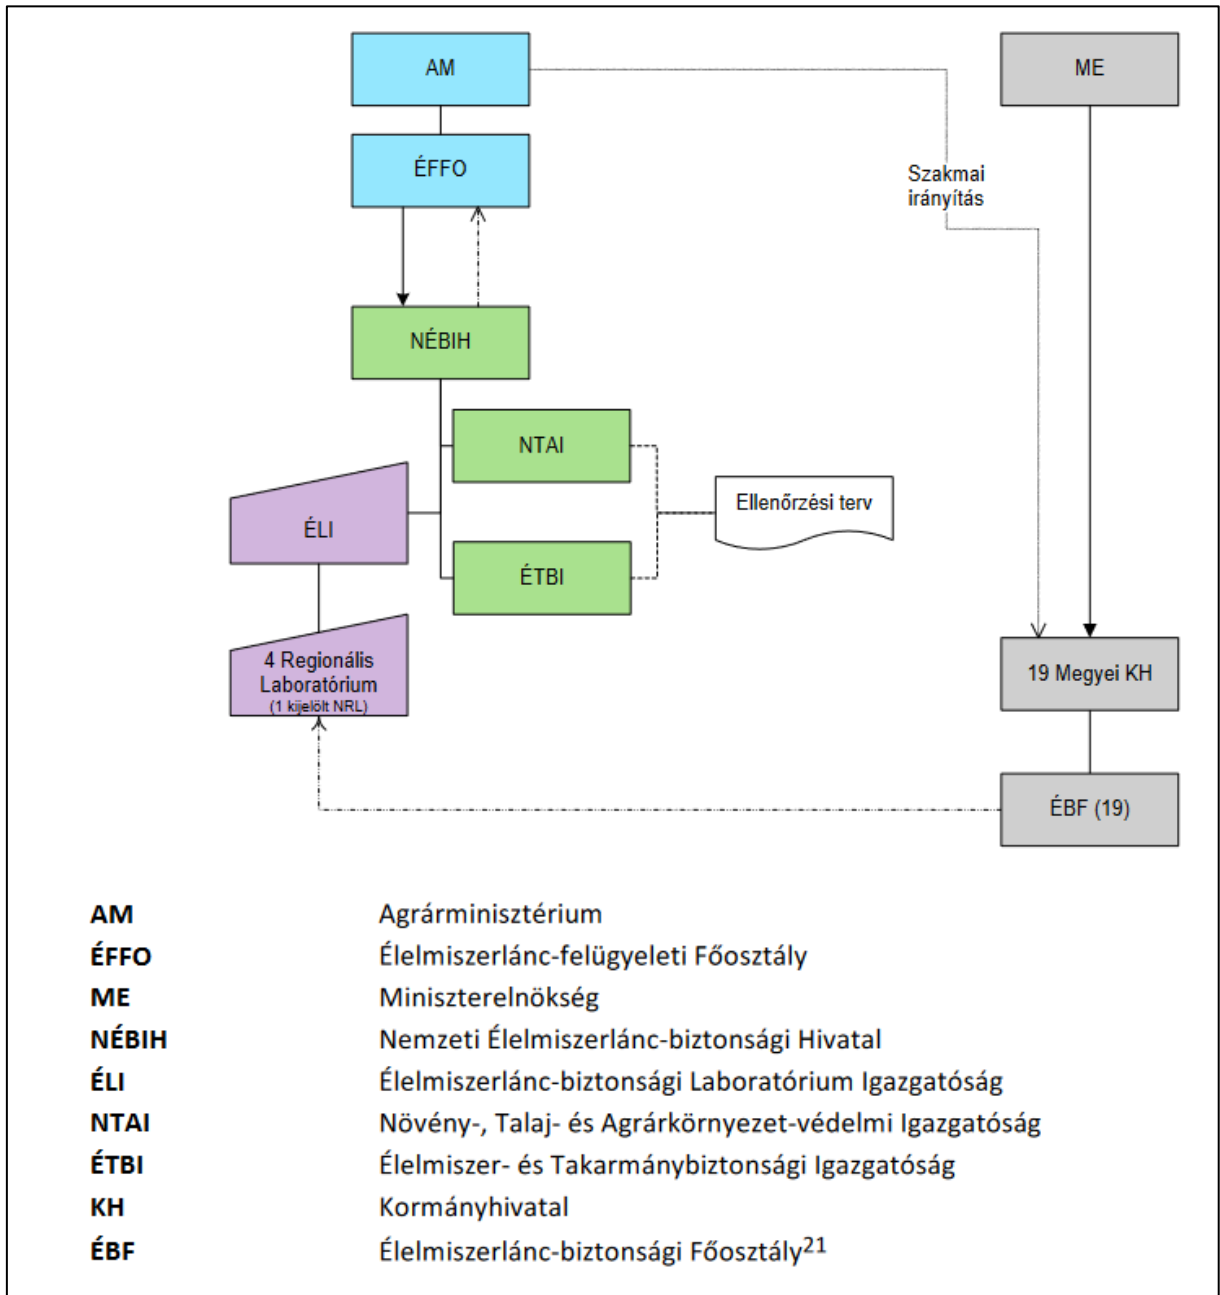 AM
ME
ÉFFO
Szakmai
irányítás
NÉBIH
NTAI
Ellenőrzési terv
ÉLI
ÉTBI
4 Regionális
Laboratórium
(1 kijelölt NRL)
19 Megyei KH
ÉBF (19)
AM Agrárminisztérium
ÉFFO Élelmiszerlánc-felügyeleti Főosztály
ME Miniszterelnökség
NÉBIH Nemzeti Élelmiszerlánc-biztonsági Hivatal
ÉLI Élelmiszerlánc-biztonsági Laboratórium Igazgatóság
NTAI Növény-, Talaj- és Agrárkörnyezet-védelmi Igazgatóság
ÉTBI Élelmiszer- és Takarmánybiztonsági Igazgatóság
KH Kormányhivatal
ÉBF Élelmiszerlánc-biztonsági Főosztály21